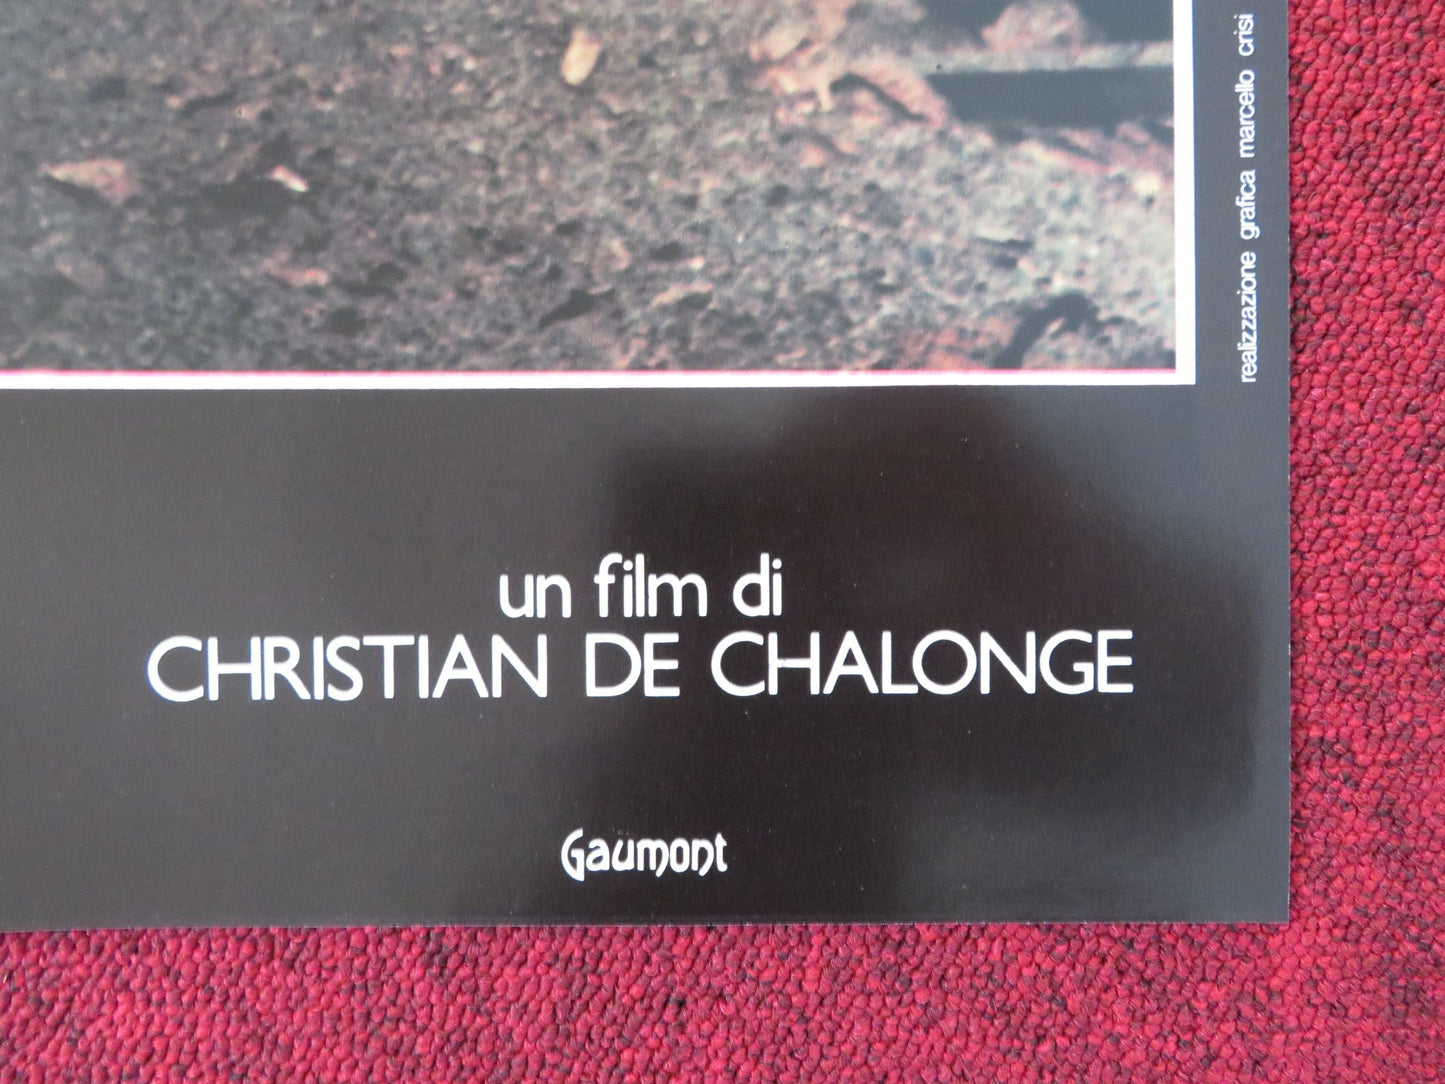 un film di
CHRISTIAN DE CHALONGE
Gaumont
realizzazione grafica marcello crisi